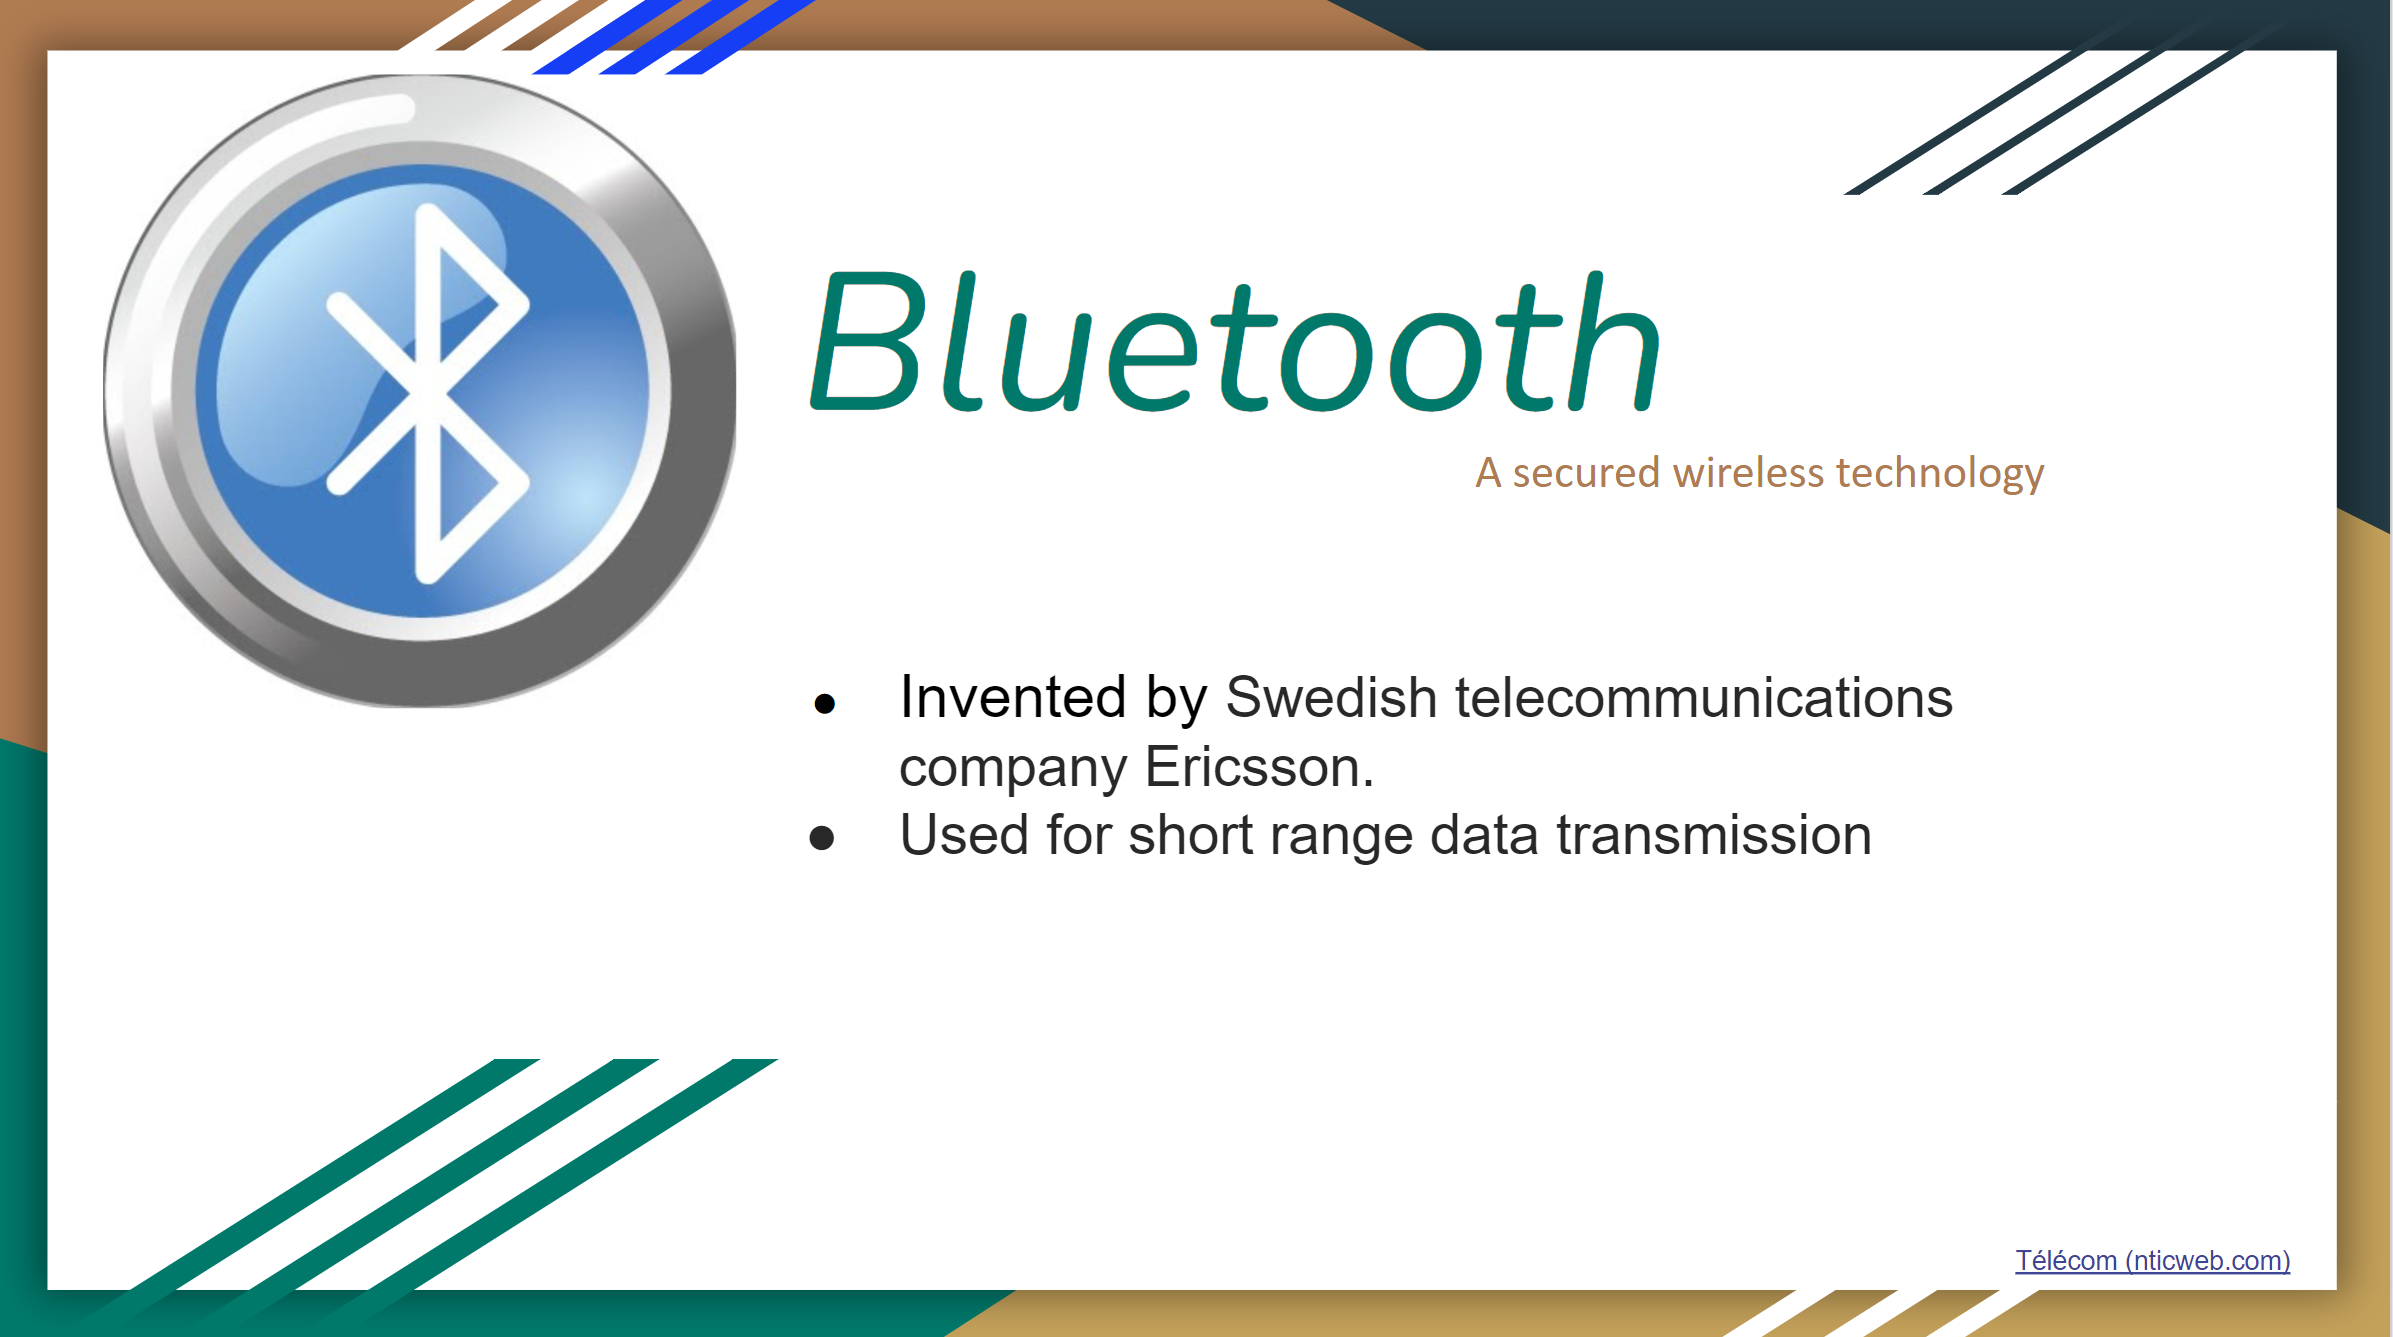 Bluetooth
A secured wireless technology
● Invented by Swedish telecommunications
company Ericsson.
● Used for short range data transmission
Télécom (nticweb.com)